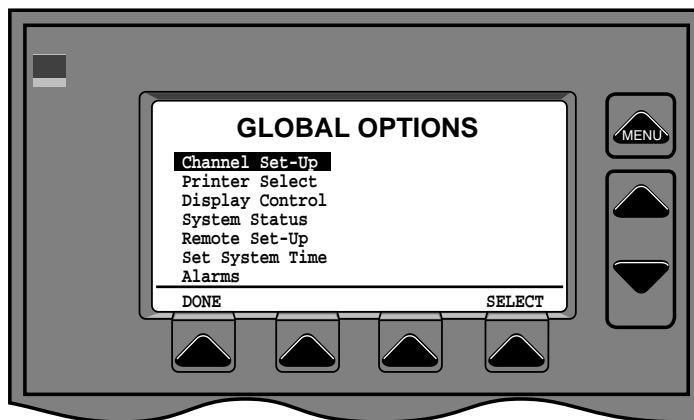 GLOBAL OPTIONS
Channel Set-Up
Printer Select
Display Control
System Status
Remote Set-Up
Set System Time
Alarms
DONE SELECT
MENU